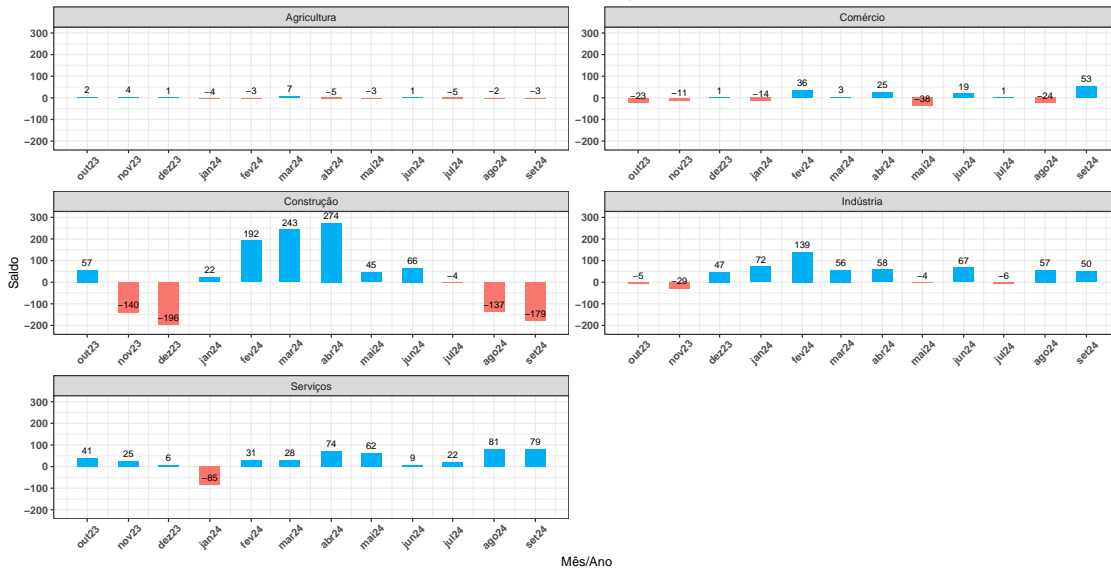 Agricultura
300
200
100
0
−100
−200
2 4 1 −4 −3 7 −5 −3 1 −5 −2 −3
out23 nov23 dez23 jan24 fev24 mar24 abr24 mai24 jun24 jul24 ago24 set24
Comércio
300
200
100
0
−100
−200
−23 −11 1 −14 36 3 25 −38 19 1 −24 53
out23 nov23 dez23 jan24 fev24 mar24 abr24 mai24 jun24 jul24 ago24 set24
Saldo
Construção
300
200
100
0
−100
−200
57 −140 −196 22 192 243 274 45 66 −4 −137 −179
out23 nov23 dez23 jan24 fev24 mar24 abr24 mai24 jun24 jul24 ago24 set24
Indústria
300
200
100
0
−100
−200
−5 −29 47 72 139 56 58 −4 67 −6 57 50
out23 nov23 dez23 jan24 fev24 mar24 abr24 mai24 jun24 jul24 ago24 set24
Serviços
300
200
100
0
−100
−200
41 25 6 −85 31 28 74 62 9 22 81 79
out23 nov23 dez23 jan24 fev24 mar24 abr24 mai24 jun24 jul24 ago24 set24
Mês/Ano